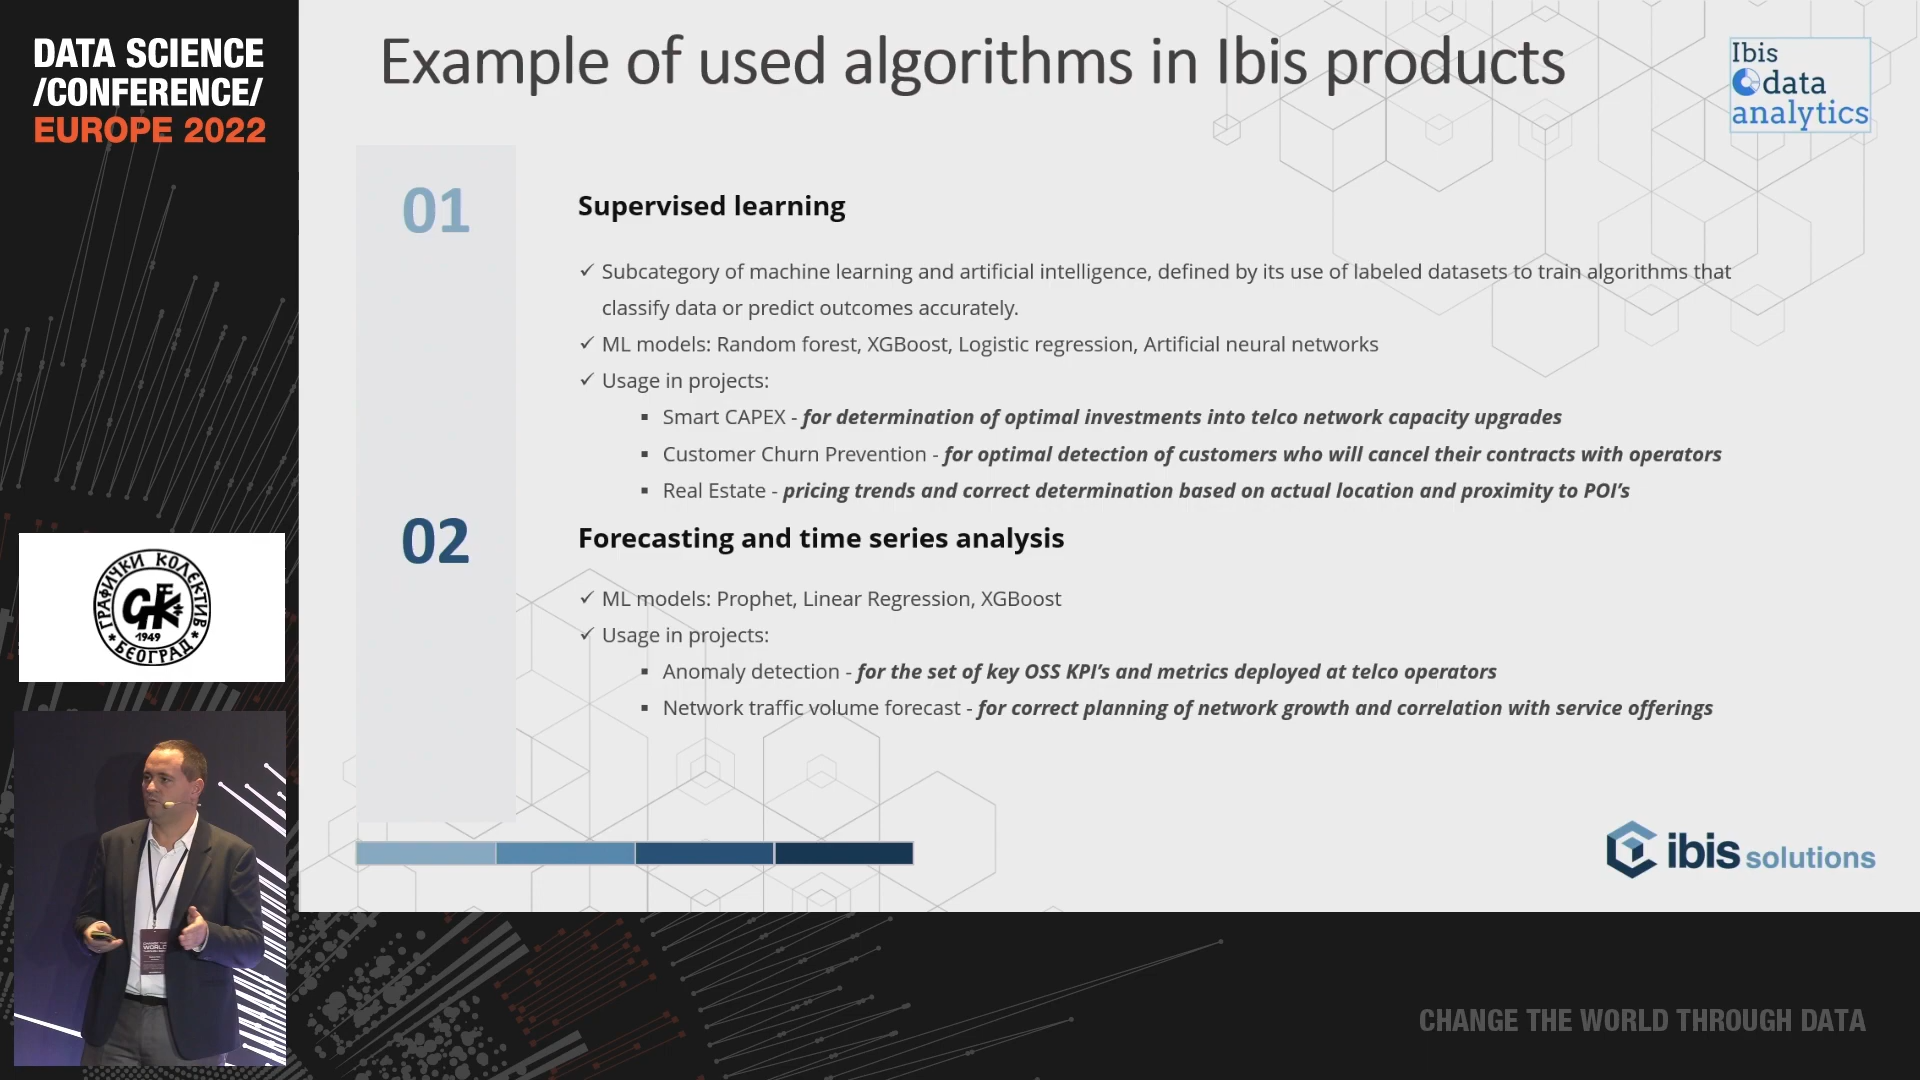 DATA SCIENCE
/CONFERENCE/
EUROPE 2022
Example of used algorithms in Ibis products
Ibis
data
analytics
01
Supervised learning
✓ Subcategory of machine learning and artificial intelligence, defined by its use of labeled datasets to train algorithms that
classify data or predict outcomes accurately.
✓ ML models: Random forest, XGBoost, Logistic regression, Artificial neural networks
✓ Usage in projects:
▪ Smart CAPEX - for determination of optimal investments into telco network capacity upgrades
▪ Customer Churn Prevention - for optimal detection of customers who will cancel their contracts with operators
▪ Real Estate - pricing trends and correct determination based on actual location and proximity to POI's
02
Forecasting and time series analysis
✓ ML models: Prophet, Linear Regression, XGBoost
✓ Usage in projects:
▪ Anomaly detection - for the set of key OSS KPI's and metrics deployed at telco operators
▪ Network traffic volume forecast - for correct planning of network growth and correlation with service offerings
ГРАФИЧКИ КОЛЕКТИВ
1949
БЕОГРАД
ibis solutions
CHANGE THE WORLD THROUGH DATA